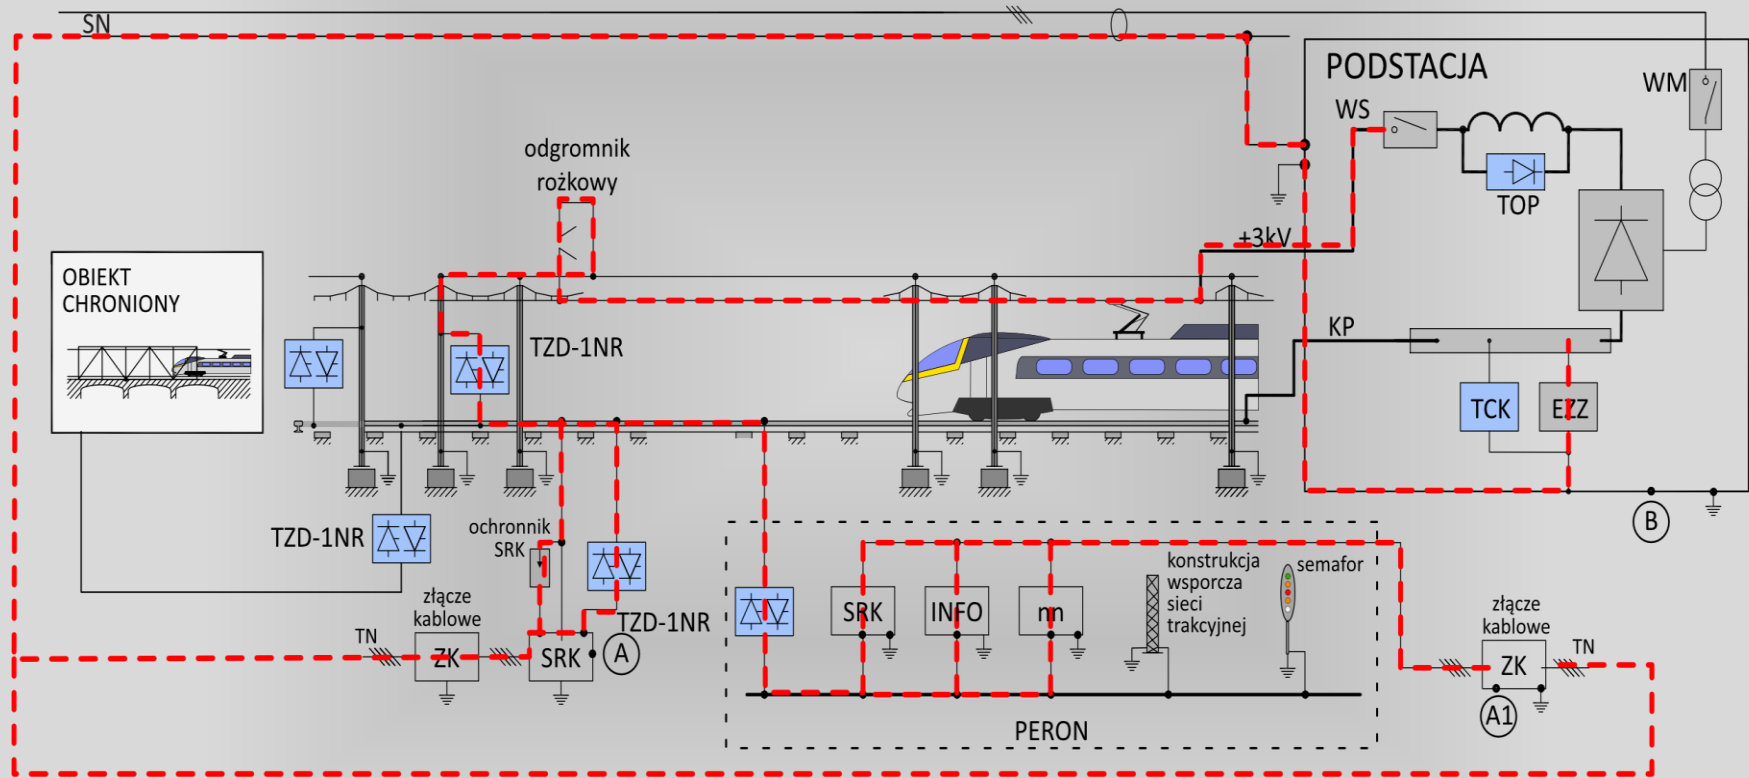 SN
PODSTACJA
WM
WS
odgromnik
rożkowy
TOP
+3kV
OBIEKT
CHRONIONY
KP
TZD-1NR
TCK
EZZ
B
TZD-1NR
ochronnik
SRK
konstrukcja
wsporcza
sieci
trakcyjnej
semafor
złącze
kablowe
SRK
INFO
nn
złącze
kablowe
TZD-1NR
TN
ZK
SRK
A
ZK
TN
A1
PERON